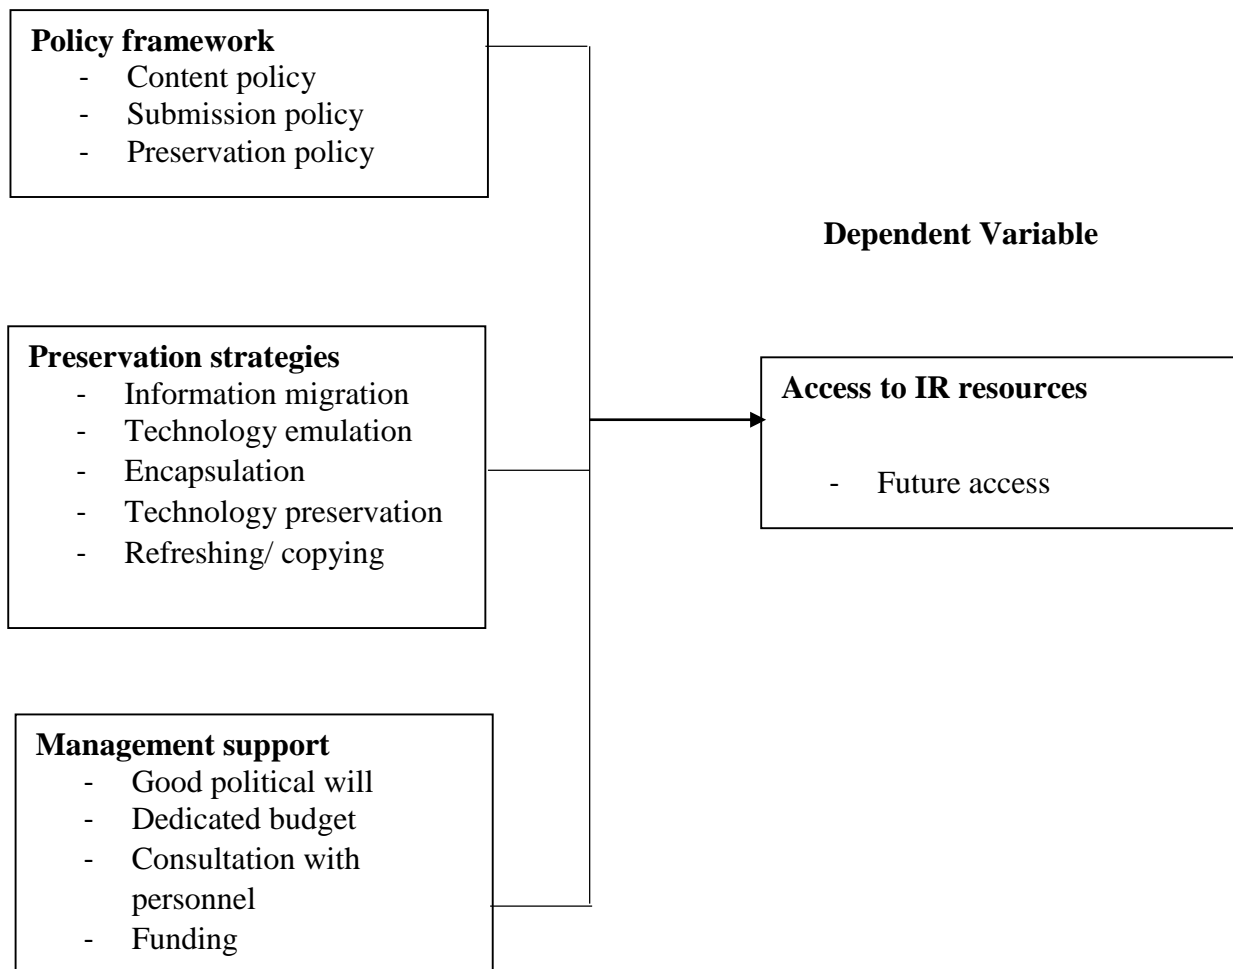 Policy framework
- Content policy
- Submission policy
- Preservation policy
Dependent Variable
Preservation strategies
- Information migration
- Technology emulation
- Encapsulation
- Technology preservation
- Refreshing/ copying
Access to IR resources
- Future access
Management support
- Good political will
- Dedicated budget
- Consultation with
personnel
- Funding